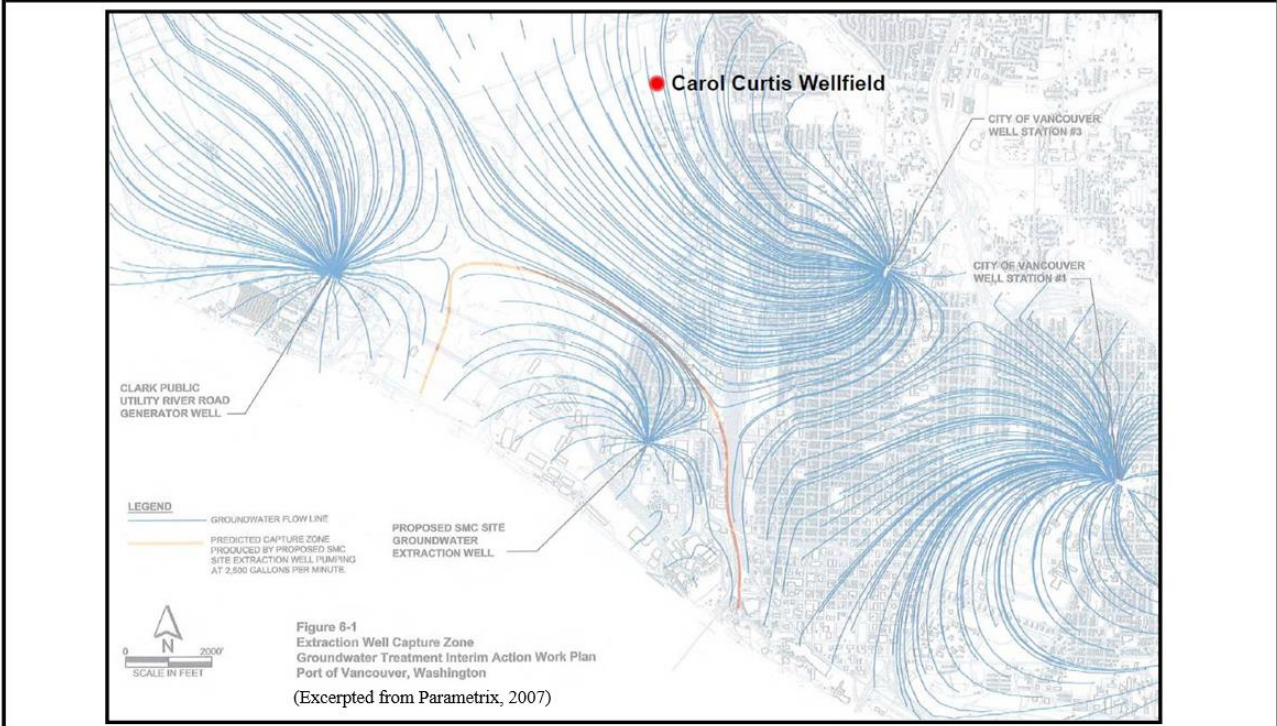 Carol Curtis Wellfield
CITY OF VANCOUVER
WELL STATION #3
CITY OF VANCOUVER
WELL STATION #1
CLARK PUBLIC
UTILITY RIVER ROAD
GENERATOR WELL
LEGEND
GROUNDWATER FLOW LINE
PREDICTED CAPTURE ZONE
PRODUCED BY PROPOSED SMC
SITE EXTRACTION WELL PUMPING
AT 2,500 GALLONS PER MINUTE.
PROPOSED SMC SITE
GROUNDWATER
EXTRACTION WELL
N
0 2000'
SCALE IN FEET
Figure 6-1
Extraction Well Capture Zone
Groundwater Treatment Interim Action Work Plan
Port of Vancouver, Washington
(Excerpted from Parametrix, 2007)